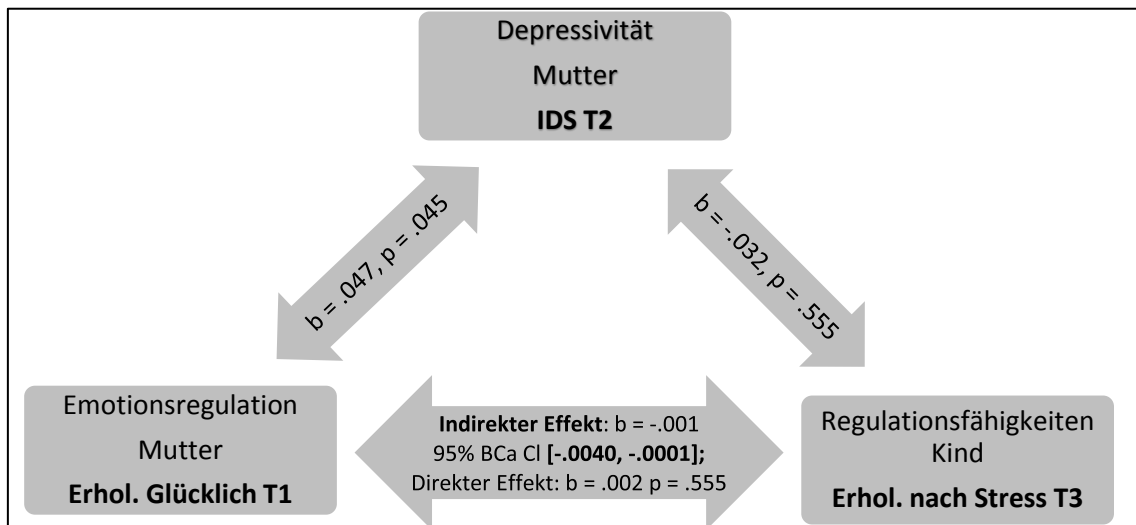 Depressivität
Mutter
IDS T2
b = .047, p = .045
b = -.032, p = .555
Emotionsregulation
Mutter
Erhol. Glücklich T1
Indirekter Effekt: b = -.001
95% BCa Cl [-.0040, -.0001];
Direkter Effekt: b = .002 p = .555
Regulationsfähigkeiten
Kind
Erhol. nach Stress T3